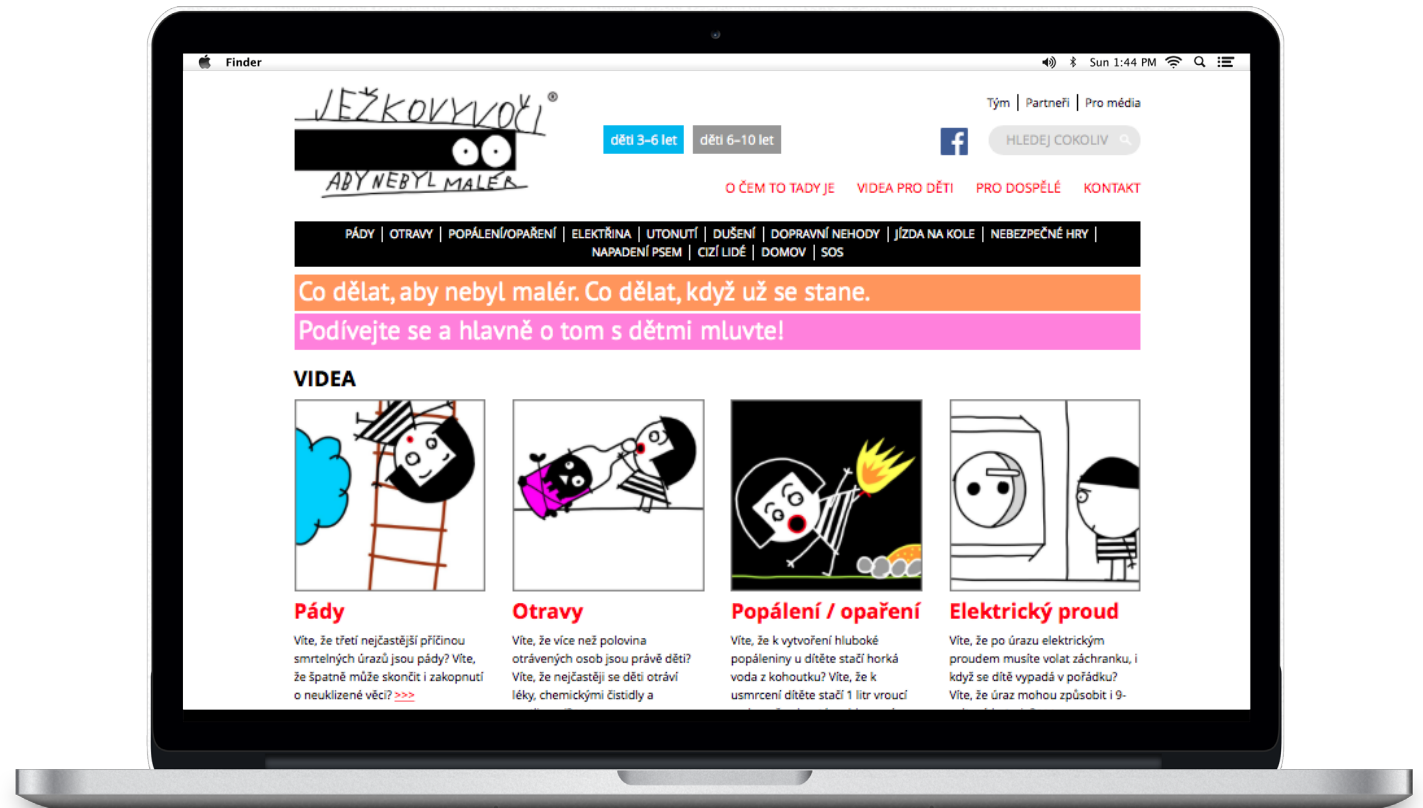 Finder
Sun 1:44 PM
JEŽKOVYVOČI®
ABY NEBYL MALÉR
Tým | Partneři | Pro média
děti 3–6 let
děti 6–10 let
HLEDEJ COKOLIV
O ČEM TO TADY JE VIDEA PRO DĚTI PRO DOSPĚLÉ KONTAKT
PÁDY | OTRAVY | POPÁLENÍ/OPAŘENÍ | ELEKTŘINA | UTONUTÍ | DUŠENÍ | DOPRAVNÍ NEHODY | JÍZDA NA KOLE | NEBEZPEČNÉ HRY |
NAPADENÍ PSEM | CIZÍ LIDÉ | DOMOV | SOS
Co dělat, aby nebyl malér. Co dělat, když už se stane.
Podívejte se a hlavně o tom s dětmi mluvte!
VIDEA
Pády
Víte, že třetí nejčastější příčinou
smrtelných úrazů jsou pády? Víte,
že špatně může skončit i zakopnutí
o neuklizené věci? >>>
Otravy
Víte, že více než polovina
otrávených osob jsou právě děti?
Víte, že nejčastěji se děti otráví
léky, chemickými čistidly a
Popálení / opaření
Víte, že k vytvoření hluboké
popáleniny u dítěte stačí horká
voda z kohoutku? Víte, že k
usmrcení dítěte stačí 1 litr vroucí
Elektrický proud
Víte, že po úrazu elektrickým
proudem musíte volat záchranku, i
když se dítě vypadá v pořádku?
Víte, že úraz mohou způsobit i 9-